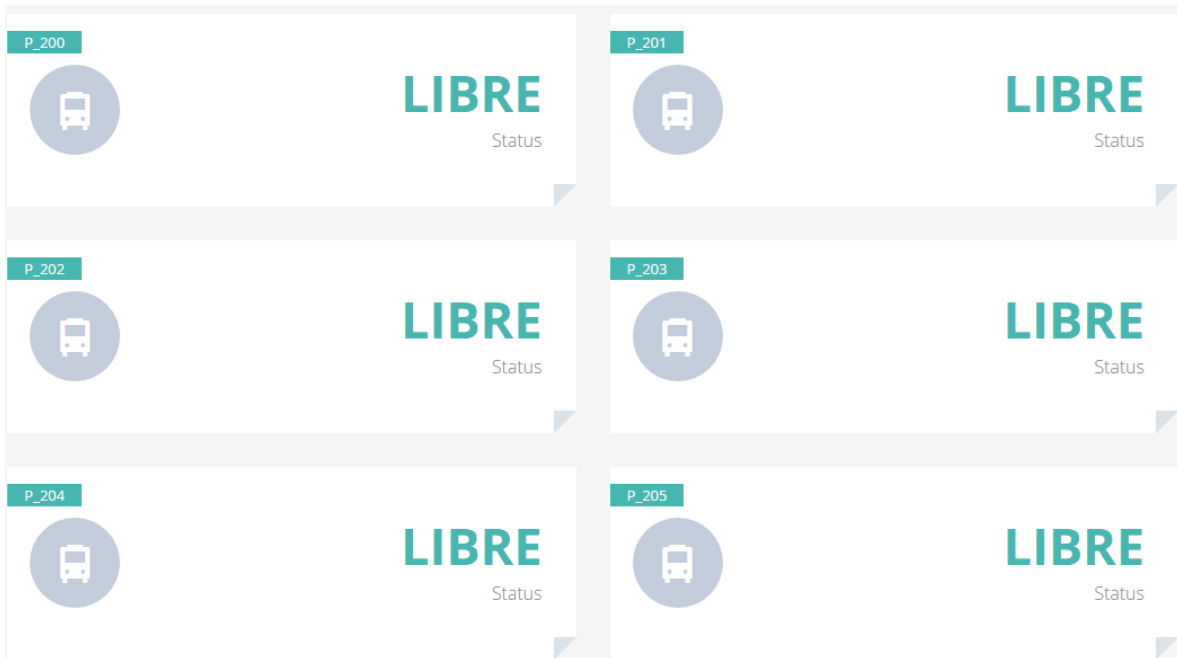 P_200
LIBRE
Status
P_201
LIBRE
Status
P_202
LIBRE
Status
P_203
LIBRE
Status
P_204
LIBRE
Status
P_205
LIBRE
Status